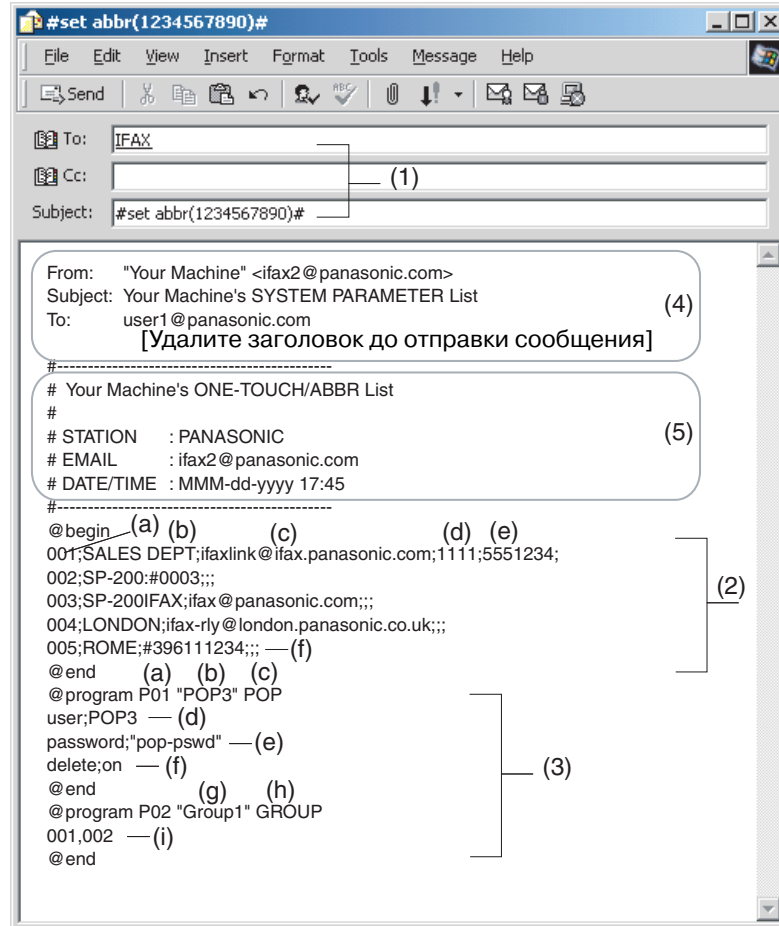 #set abbr(1234567890)#
File Edit View Insert Format Tools Message Help
Send ABC
To: IFAX
(1)
Cc:
Subject: #set abbr(1234567890)#
From: "Your Machine" <ifax2@panasonic.com>
Subject: Your Machine's SYSTEM PARAMETER List
(4)
To: user1@panasonic.com
[Удалите заголовок до отправки сообщения]
#---------------------------------------------
# Your Machine's ONE-TOUCH/ABBR List
#
# STATION : PANASONIC (5)
# EMAIL : ifax2@panasonic.com
# DATE/TIME : MMM-dd-yyyy 17:45
#---------------------------------------------
@begin (a) (b) (c) (d) (e)
001;SALES DEPT;ifaxlink@ifax.panasonic.com;1111;5551234;
002;SP-200:#0003;;; (2)
003;SP-200IFAX;ifax@panasonic.com;;;
004;LONDON;ifax-rly@london.panasonic.co.uk;;;
005;ROME;#396111234;;; (f)
@end (a) (b) (c)
@program P01 "POP3" POP
user;POP3 (d)
password;"pop-pswd" (e)
delete;on (f) (3)
@end (g) (h)
@program P02 "Group1" GROUP
001,002 (i)
@end